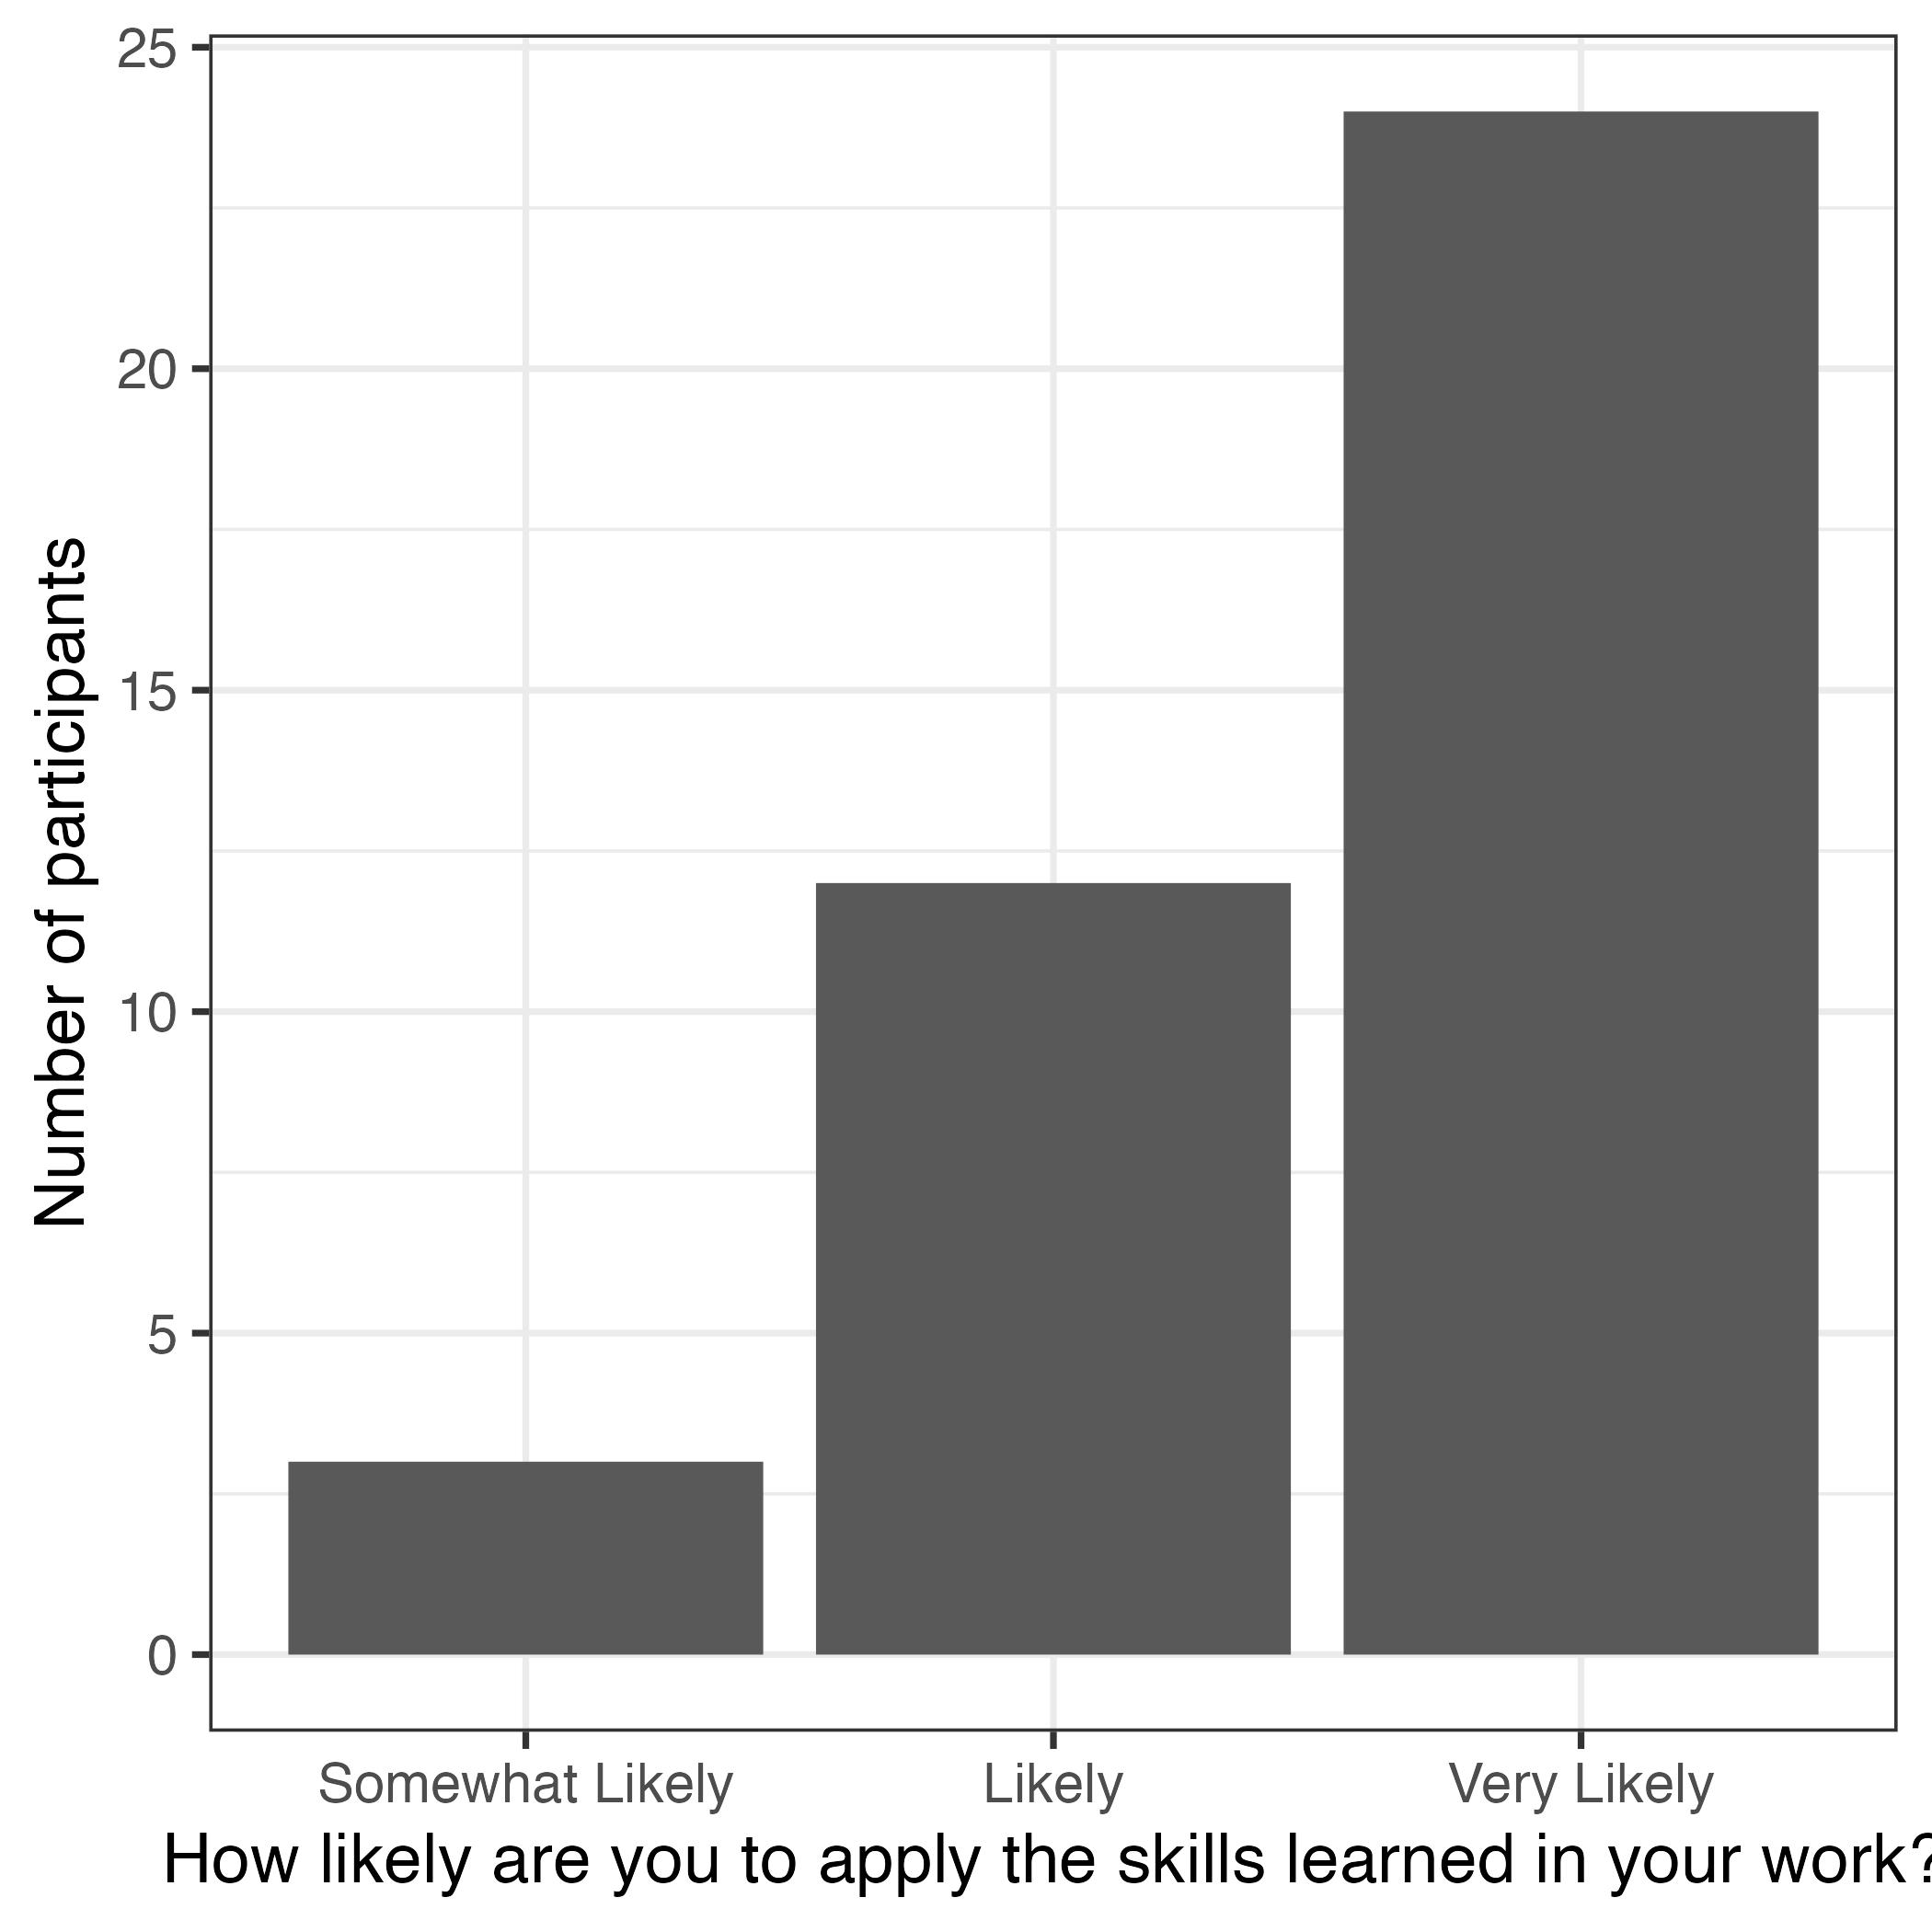 25
20
15
10
5
0
Number of participants
Somewhat Likely
Likely
Very Likely
How likely are you to apply the skills learned in your work?